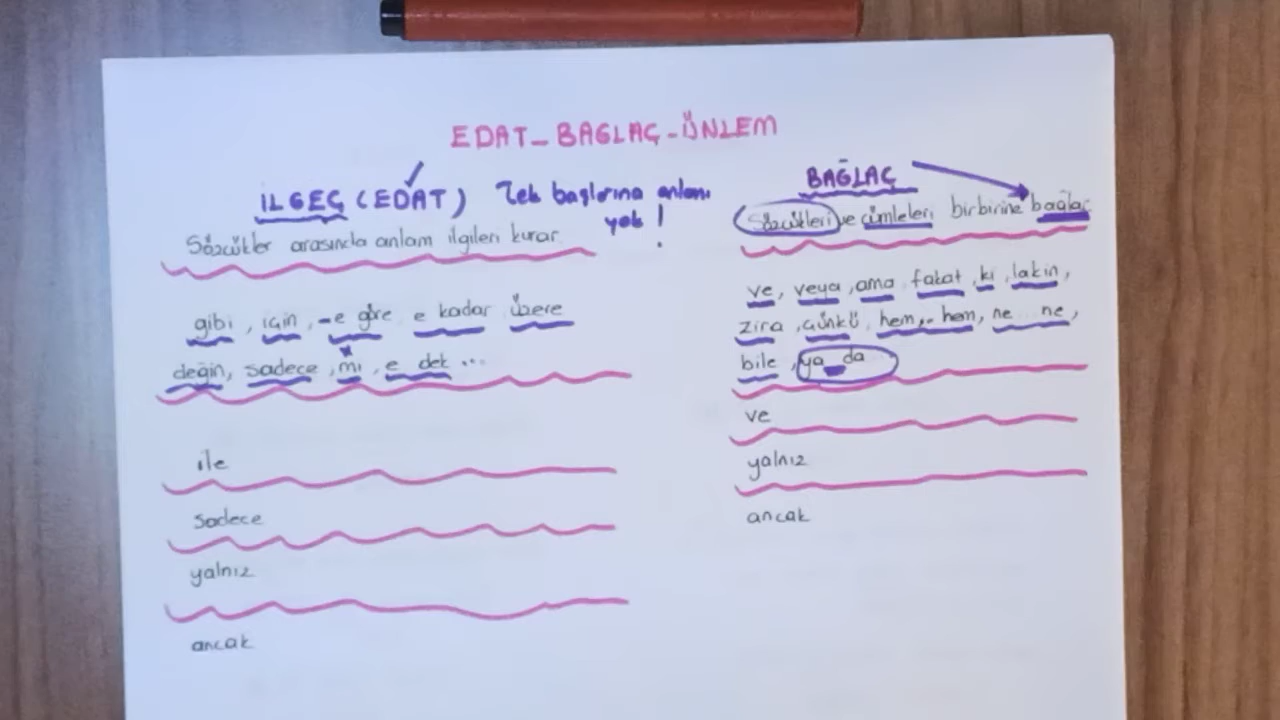 EDAT - BAĞLAÇ - ÜNLEM
İLGEÇ (EDAT) Tek başlarına anlamı
yok !
Sözcükler arasında anlam ilgileri kurar.
gibi , için , -e göre e kadar üzere
değin, sadece , mı , e dek ...
ile
sadece
yalnız
ancak
BAĞLAÇ
Sözcükleri ve cümleleri birbirine bağlar
ve, veya , ama fakat , ki , lakin,
zira , çünkü, hem... hem, ne ne ,
bile , ya da
ve
yalnız
ancak